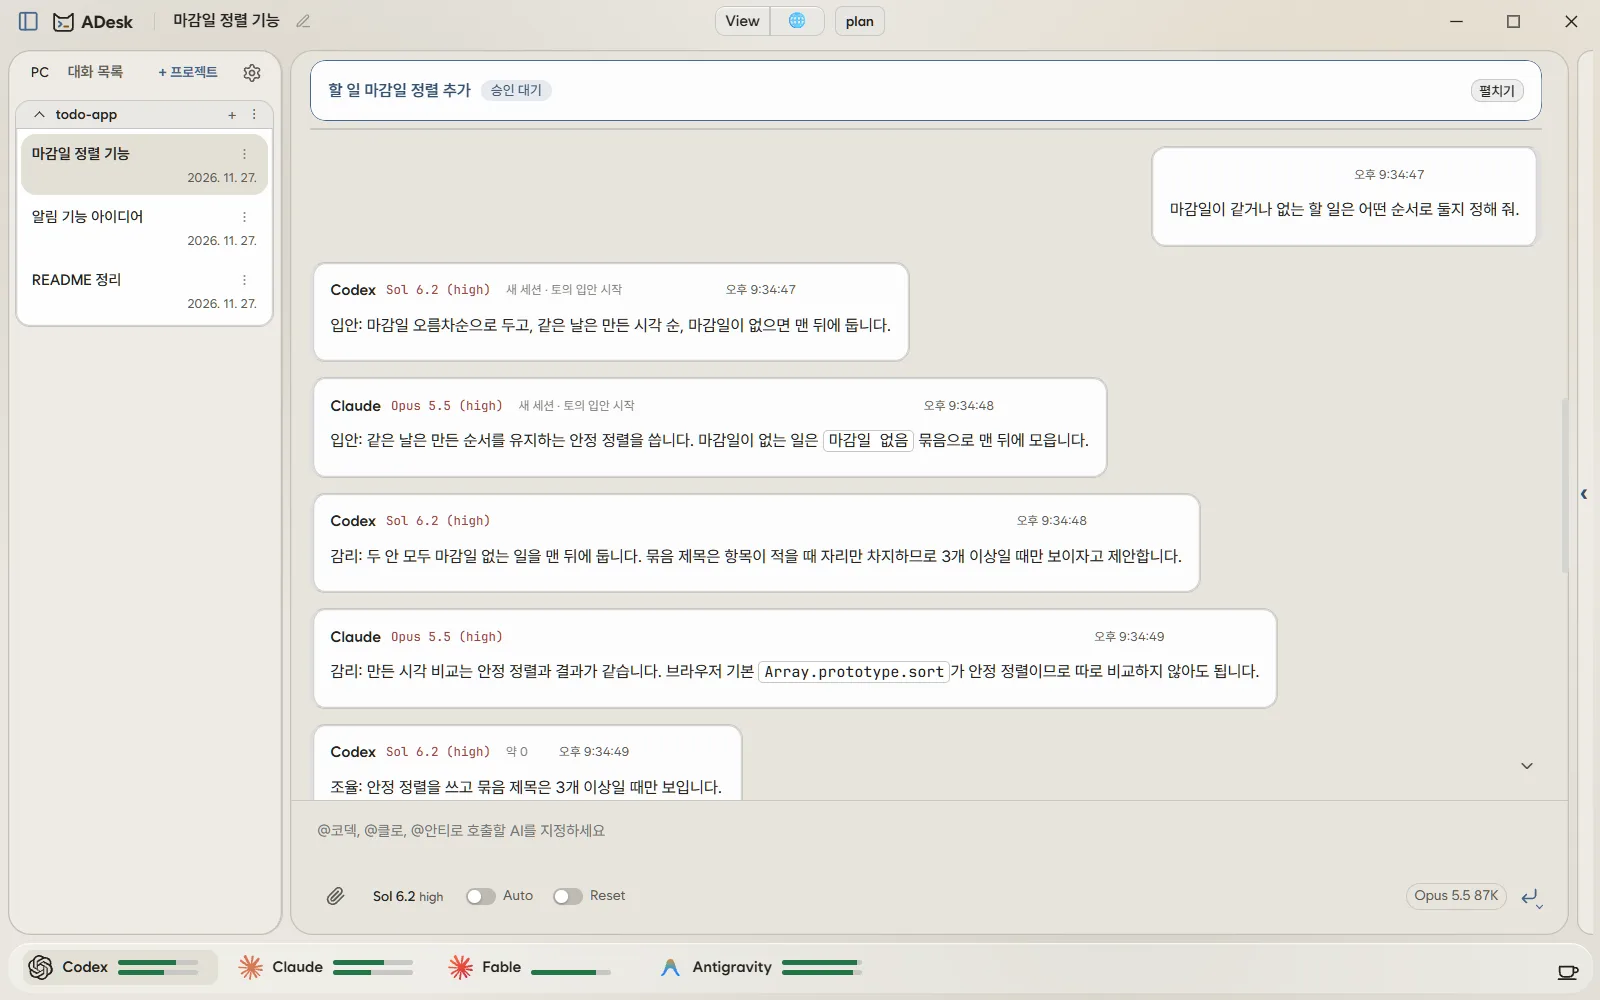 ADesk
마감일 정렬 기능
View
plan
PC 대화 목록 + 프로젝트
todo-app +
마감일 정렬 기능
2026. 11. 27.
알림 기능 아이디어
2026. 11. 27.
README 정리
2026. 11. 27.
할 일 마감일 정렬 추가 승인 대기 펼치기
오후 9:34:47
마감일이 같거나 없는 할 일은 어떤 순서로 둘지 정해 줘.
Codex Sol 6.2 (high) 새 세션 · 토의 입안 시작 오후 9:34:47
입안: 마감일 오름차순으로 두고, 같은 날은 만든 시각 순, 마감일이 없으면 맨 뒤에 둡니다.
Claude Opus 5.5 (high) 새 세션 · 토의 입안 시작 오후 9:34:48
입안: 같은 날은 만든 순서를 유지하는 안정 정렬을 씁니다. 마감일이 없는 일은 마감일 없음 묶음으로 맨 뒤에 모읍니다.
Codex Sol 6.2 (high) 오후 9:34:48
감리: 두 안 모두 마감일 없는 일을 맨 뒤에 둡니다. 묶음 제목은 항목이 적을 때 자리만 차지하므로 3개 이상일 때만 보이자고 제안합니다.
Claude Opus 5.5 (high) 오후 9:34:49
감리: 만든 시각 비교는 안정 정렬과 결과가 같습니다. 브라우저 기본 Array.prototype.sort가 안정 정렬이므로 따로 비교하지 않아도 됩니다.
Codex Sol 6.2 (high) 약 0 오후 9:34:49
조율: 안정 정렬을 쓰고 묶음 제목은 3개 이상일 때만 보입니다.
@코덱, @클로, @안티로 호출할 AI를 지정하세요
Sol 6.2 high Auto Reset Opus 5.5 87K
Codex Claude Fable Antigravity